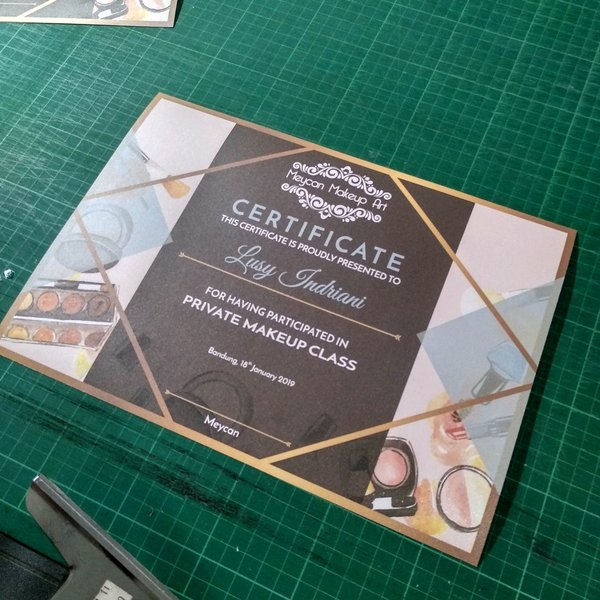 Meycan Makeup Art
CERTIFICATE
THIS CERTIFICATE IS PROUDLY PRESENTED TO
Lusy Indriani
FOR HAVING PARTICIPATED IN
PRIVATE MAKEUP CLASS
Bandung, 18th January 2019
Meycan